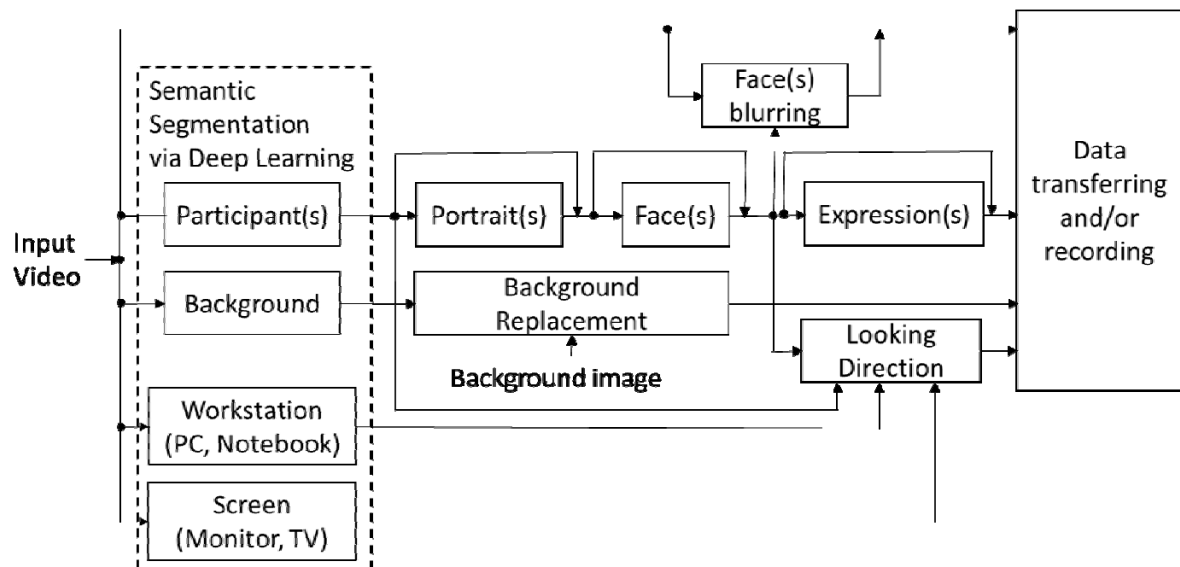 Semantic
Segmentation
via Deep Learning
Face(s)
blurring
Data
transferring
and/or
recording
Participant(s)
Portrait(s)
Face(s)
Expression(s)
Input
Video
Background
Background
Replacement
Looking
Direction
Background image
Workstation
(PC, Notebook)
Screen
(Monitor, TV)